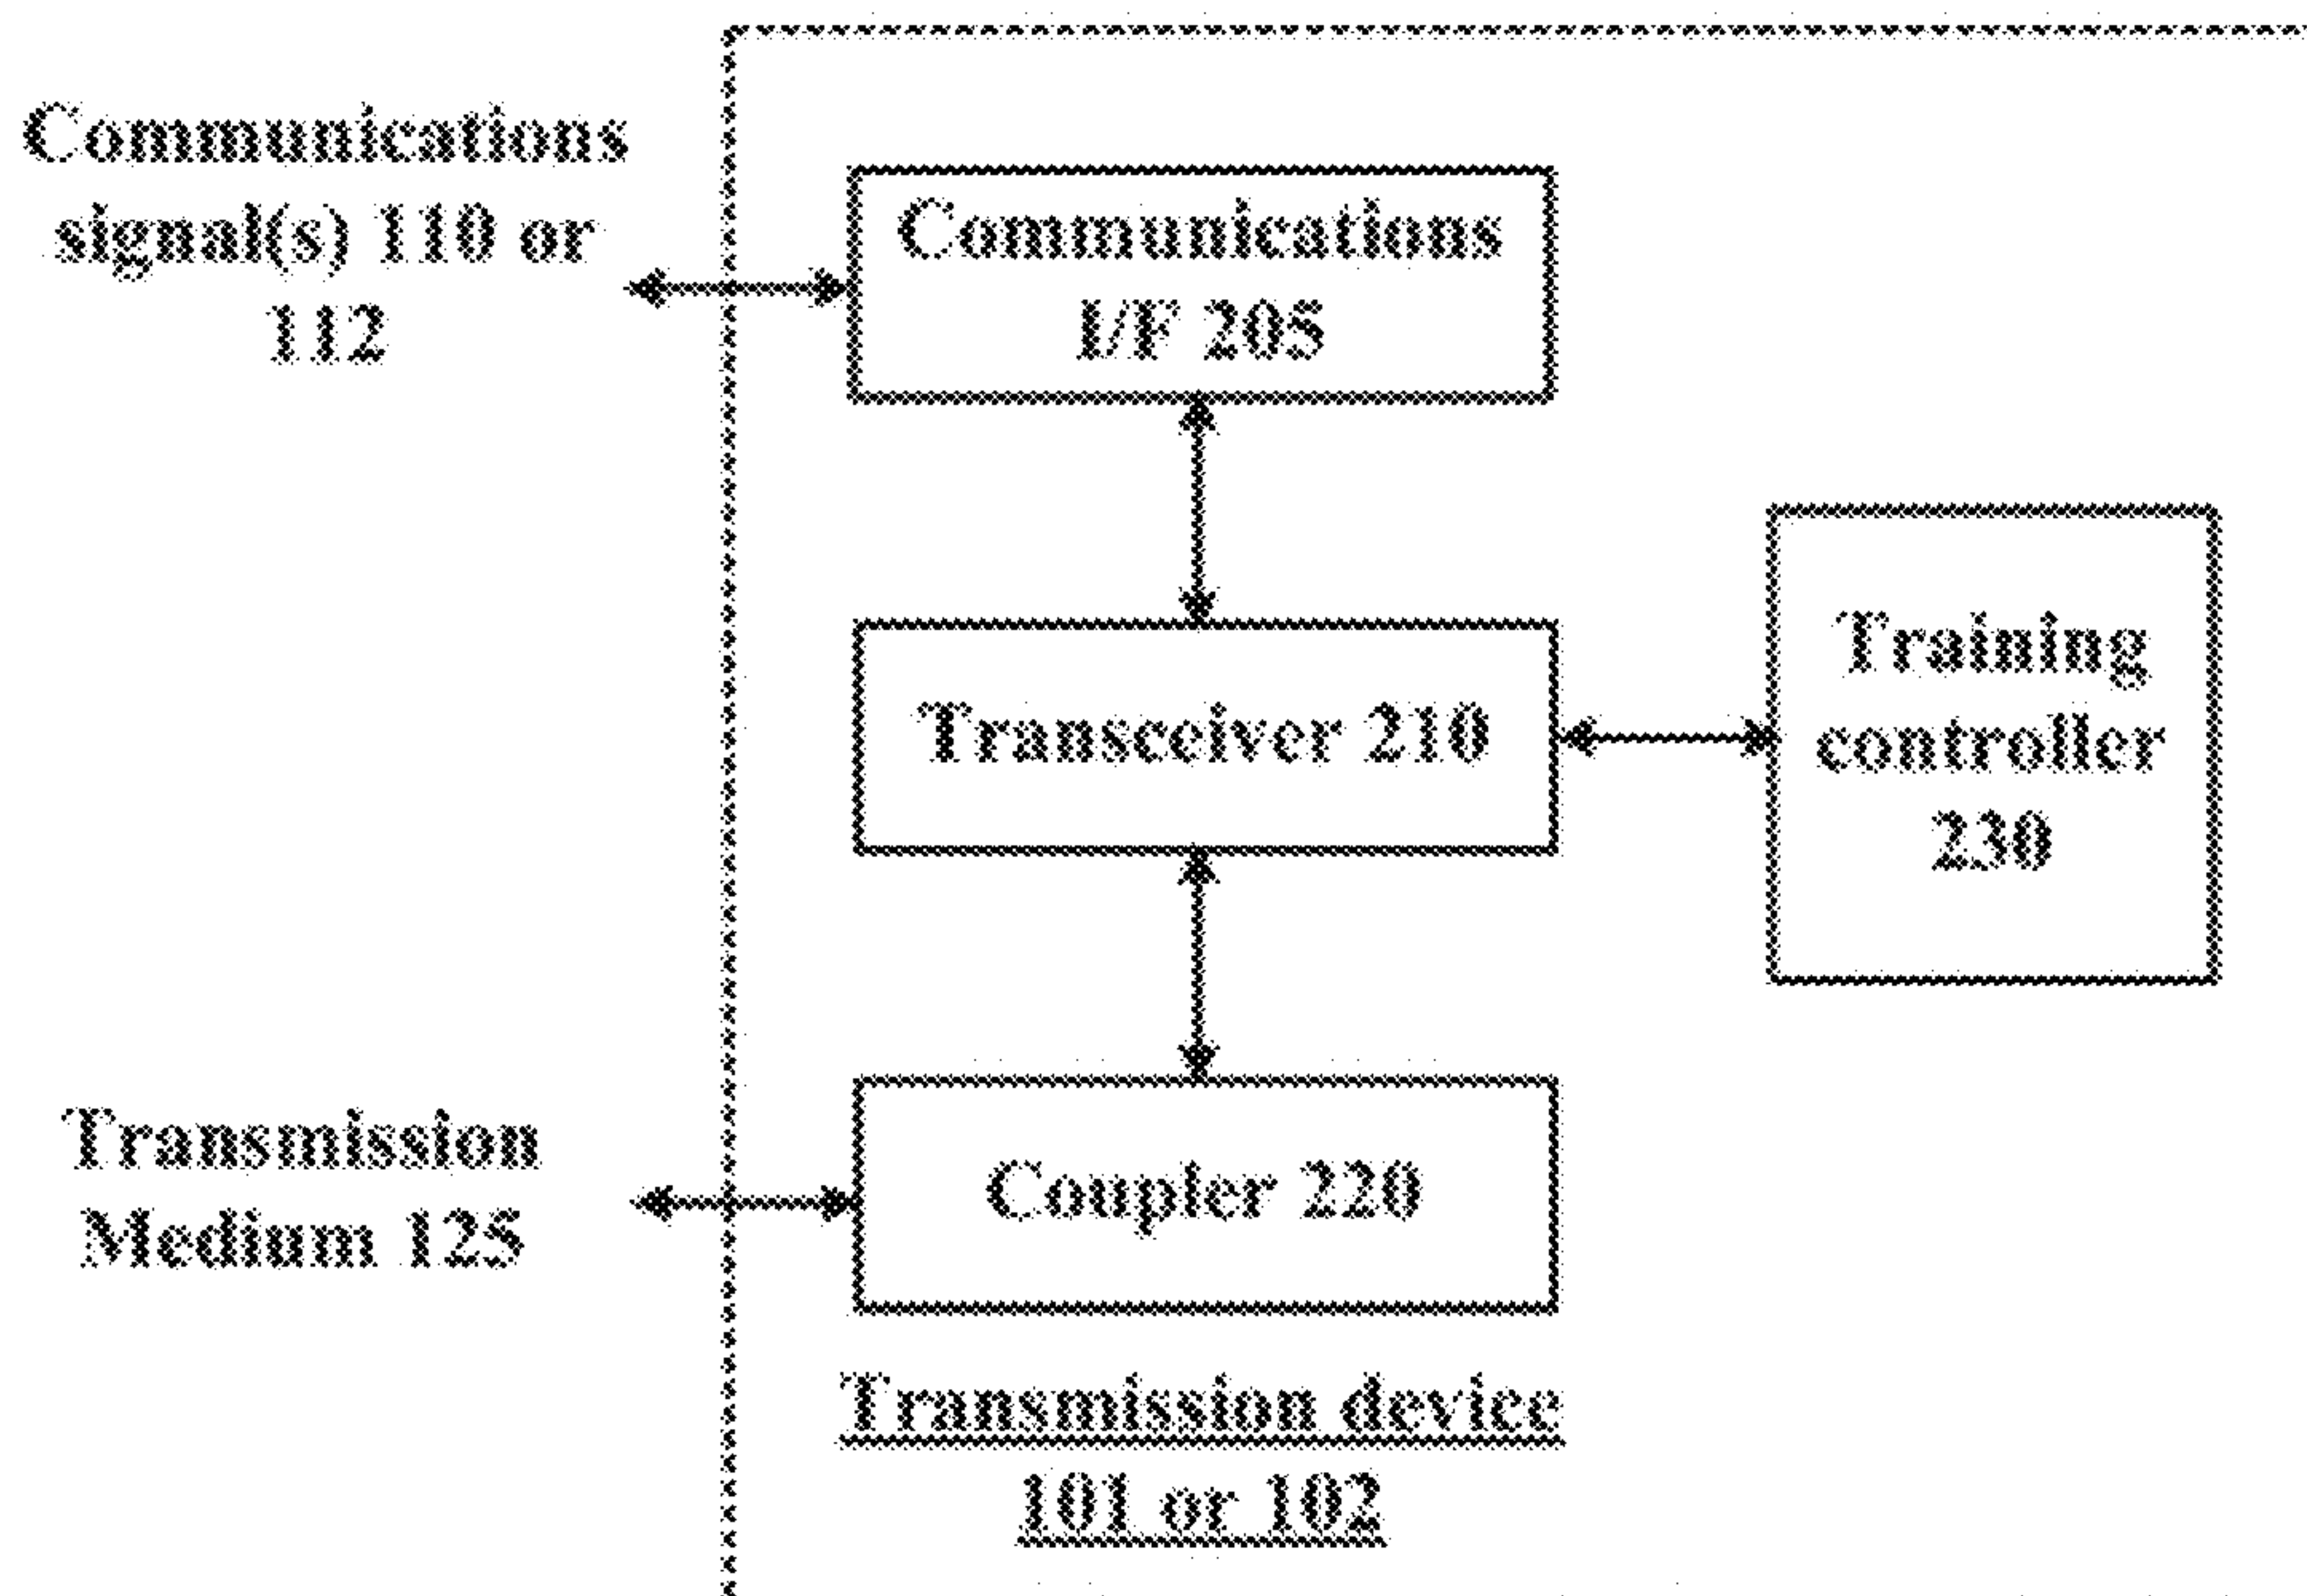 Communications
signal(s) 110 or
112
Communications
I/F 205
Transceiver 210
Training
controller
230
Transmission
Medium 125
Coupler 220
Transmission device
101 or 102